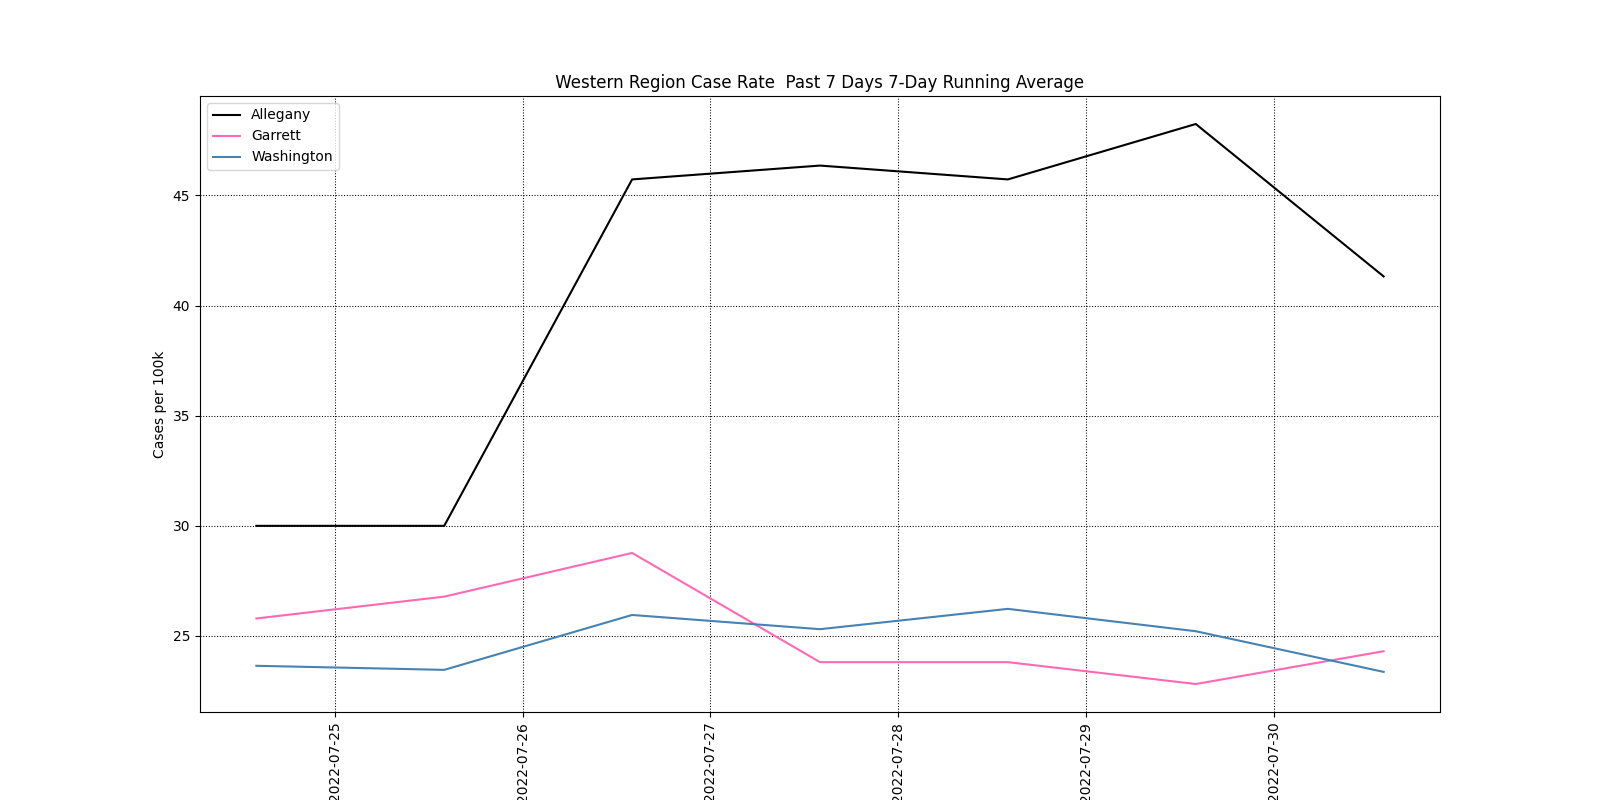 Western Region Case Rate  Past 7 Days 7-Day Running Average
Allegany
Garrett
Washington
45
40
35
30
25
Cases per 100k
2022-07-25
2022-07-26
2022-07-27
2022-07-28
2022-07-29
2022-07-30